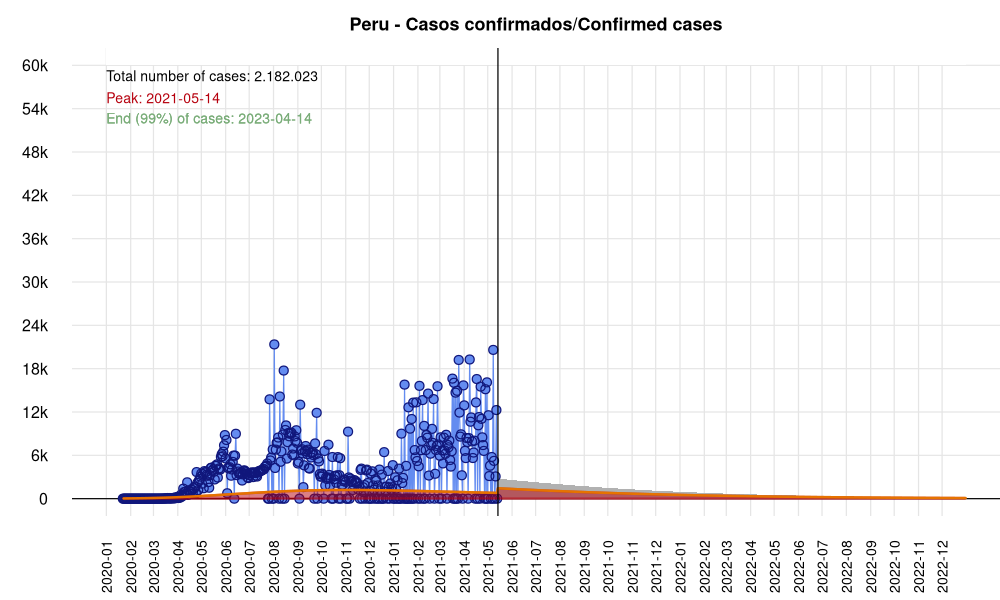 Peru - Casos confirmados/Confirmed cases
60k
Total number of cases: 2.182.023
Peak: 2021-05-14
54k
End (99%) of cases: 2023-04-14
48k
42k
36k
30k
24k
18k
12k
6k
0
2020-01
2020-02
2020-03
2020-04
2020-05
2020-06
2020-07
2020-08
2020-09
2020-10
2020-11
2020-12
2021-01
2021-02
2021-03
2021-04
2021-05
2021-06
2021-07
2021-08
2021-09
2021-10
2021-11
2021-12
2022-01
2022-02
2022-03
2022-04
2022-05
2022-06
2022-07
2022-08
2022-09
2022-10
2022-11
2022-12